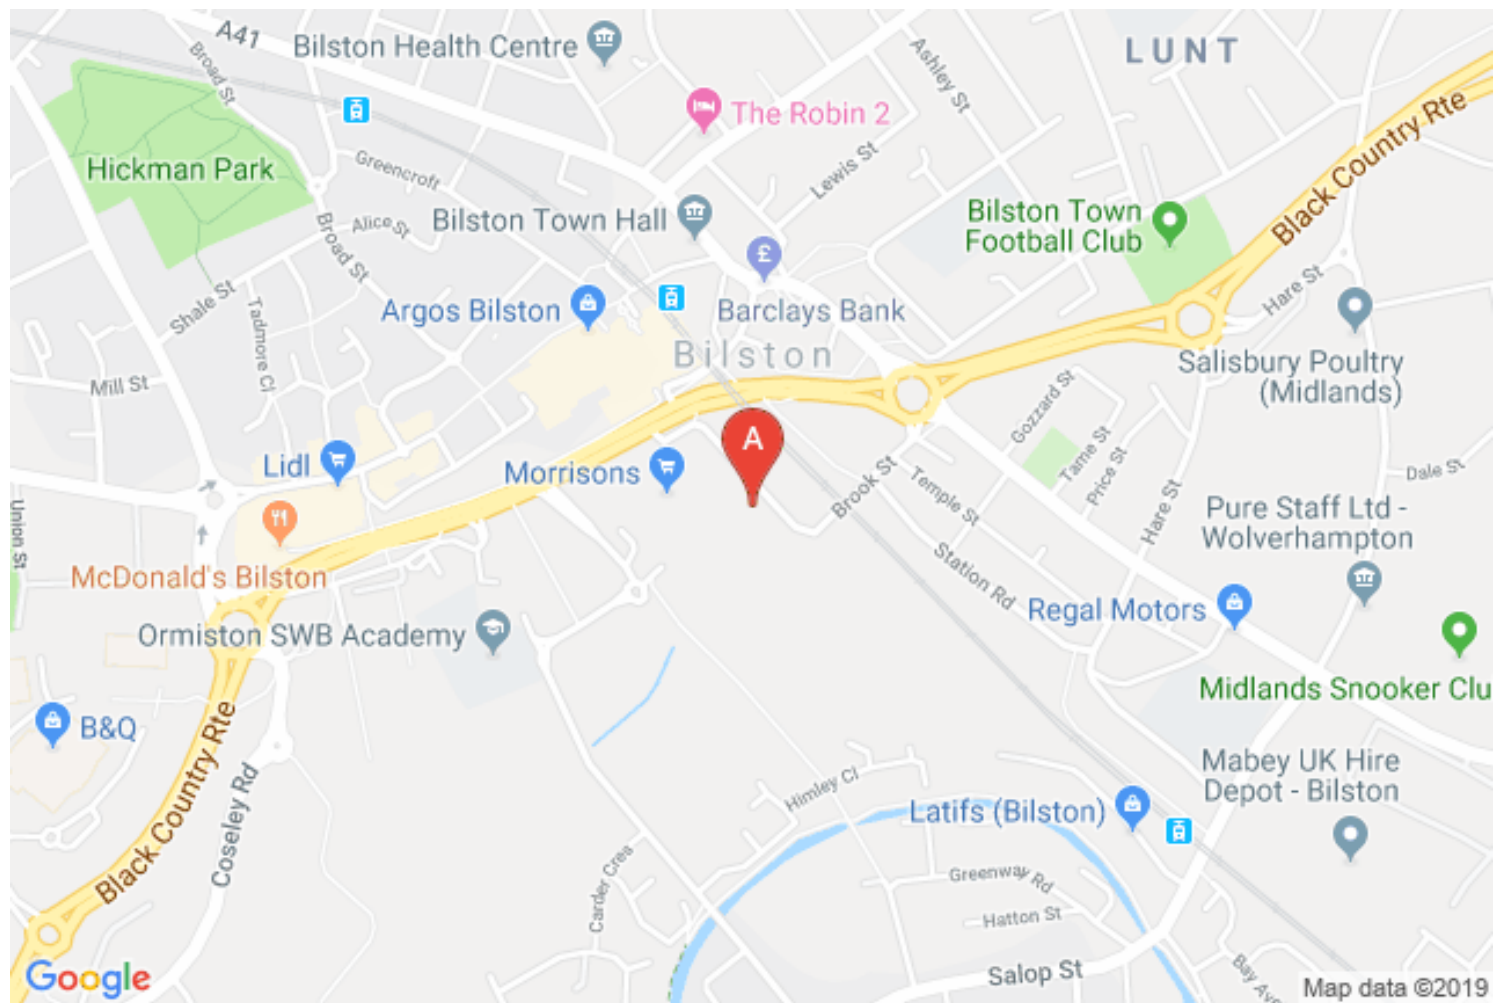 A41
Bilston Health Centre
Broad St
Ashley St
LUNT
The Robin 2
Black Country Rte
Hickman Park
Greencroft
Lewis St
Alice St
Broad St
Bilston Town Hall
£
Bilston Town
Football Club
Shale St
Tadmore Cl
Argos Bilston
Barclays Bank
Hare St
Bilston
Salisbury Poultry
(Midlands)
Mill St
Gozzard St
A
Lidl
Morrisons
Tame St
Price St
Dale St
Brook St
Temple St
Hare St
Union St
Pure Staff Ltd -
Wolverhampton
McDonald's Bilston
Station Rd
Regal Motors
Ormiston SWB Academy
Midlands Snooker Clu
B&Q
Black Country Rte
Coseley Rd
Mabey UK Hire
Depot - Bilston
Himley Cl
Latifs (Bilston)
Carder Crea
Greenway Rd
Hatton St
Salop St
Bay Ave
Google
Map data ©2019